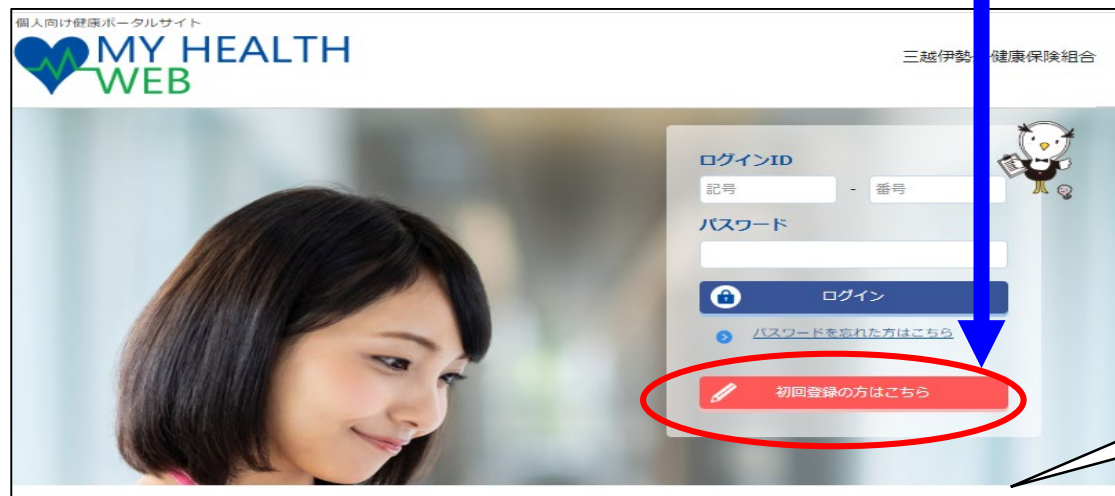 個人向け健康ポータルサイト
MY HEALTH
WEB
三越伊勢 健康保険組合
ログインID
記号 - 番号
パスワード
ログイン
パスワードを忘れた方はこちら
初回登録の方はこちら